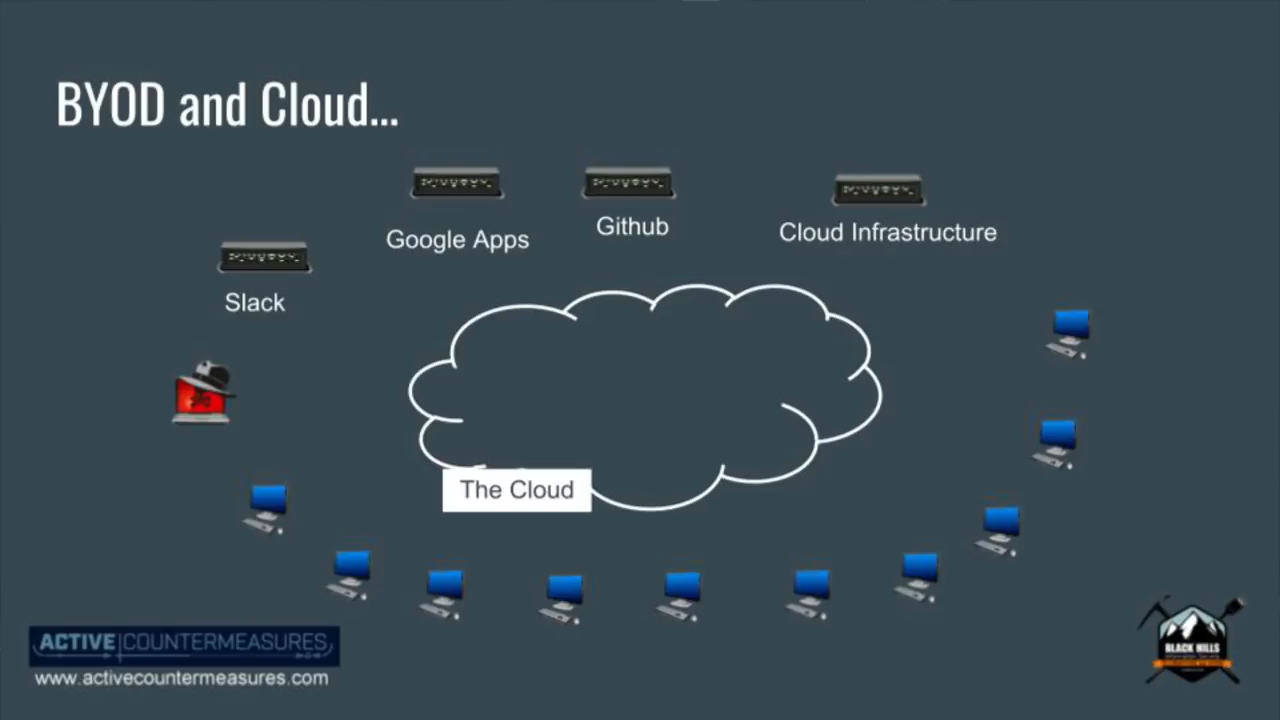 BYOD and Cloud...
Google Apps
Github
Cloud Infrastructure
Slack
The Cloud
ACTIVE COUNTERMEASURES
www.activecountermeasures.com
BLACK HILLS